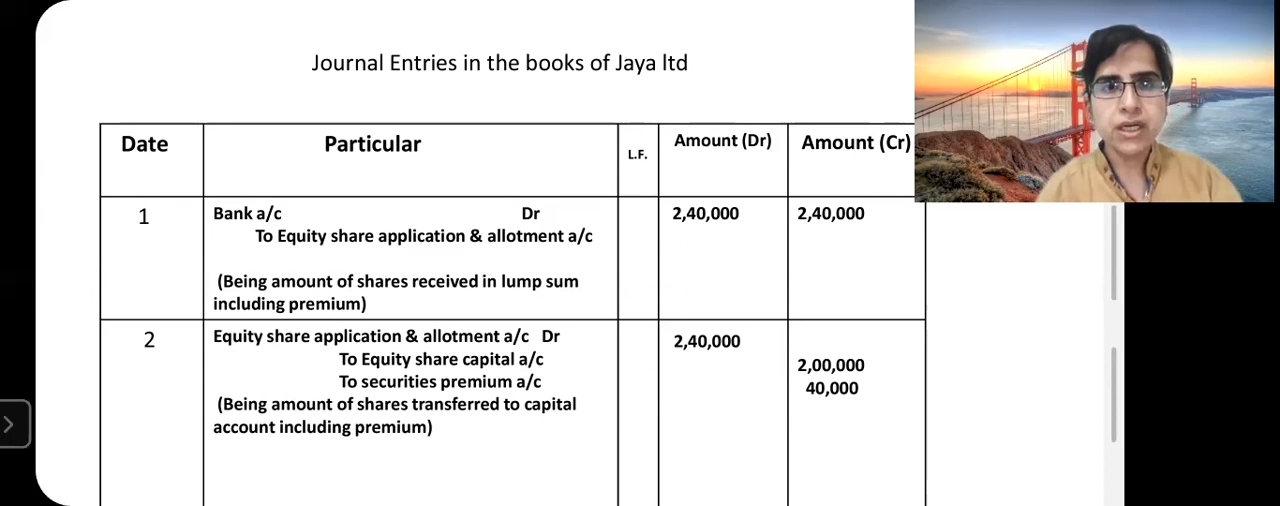 Journal Entries in the books of Jaya ltd
Date Particular L.F. Amount (Dr) Amount (Cr)
1 Bank a/c Dr 2,40,000 2,40,000
To Equity share application & allotment a/c
(Being amount of shares received in lump sum
including premium)
2 Equity share application & allotment a/c Dr 2,40,000
To Equity share capital a/c 2,00,000
To securities premium a/c 40,000
(Being amount of shares transferred to capital
account including premium)